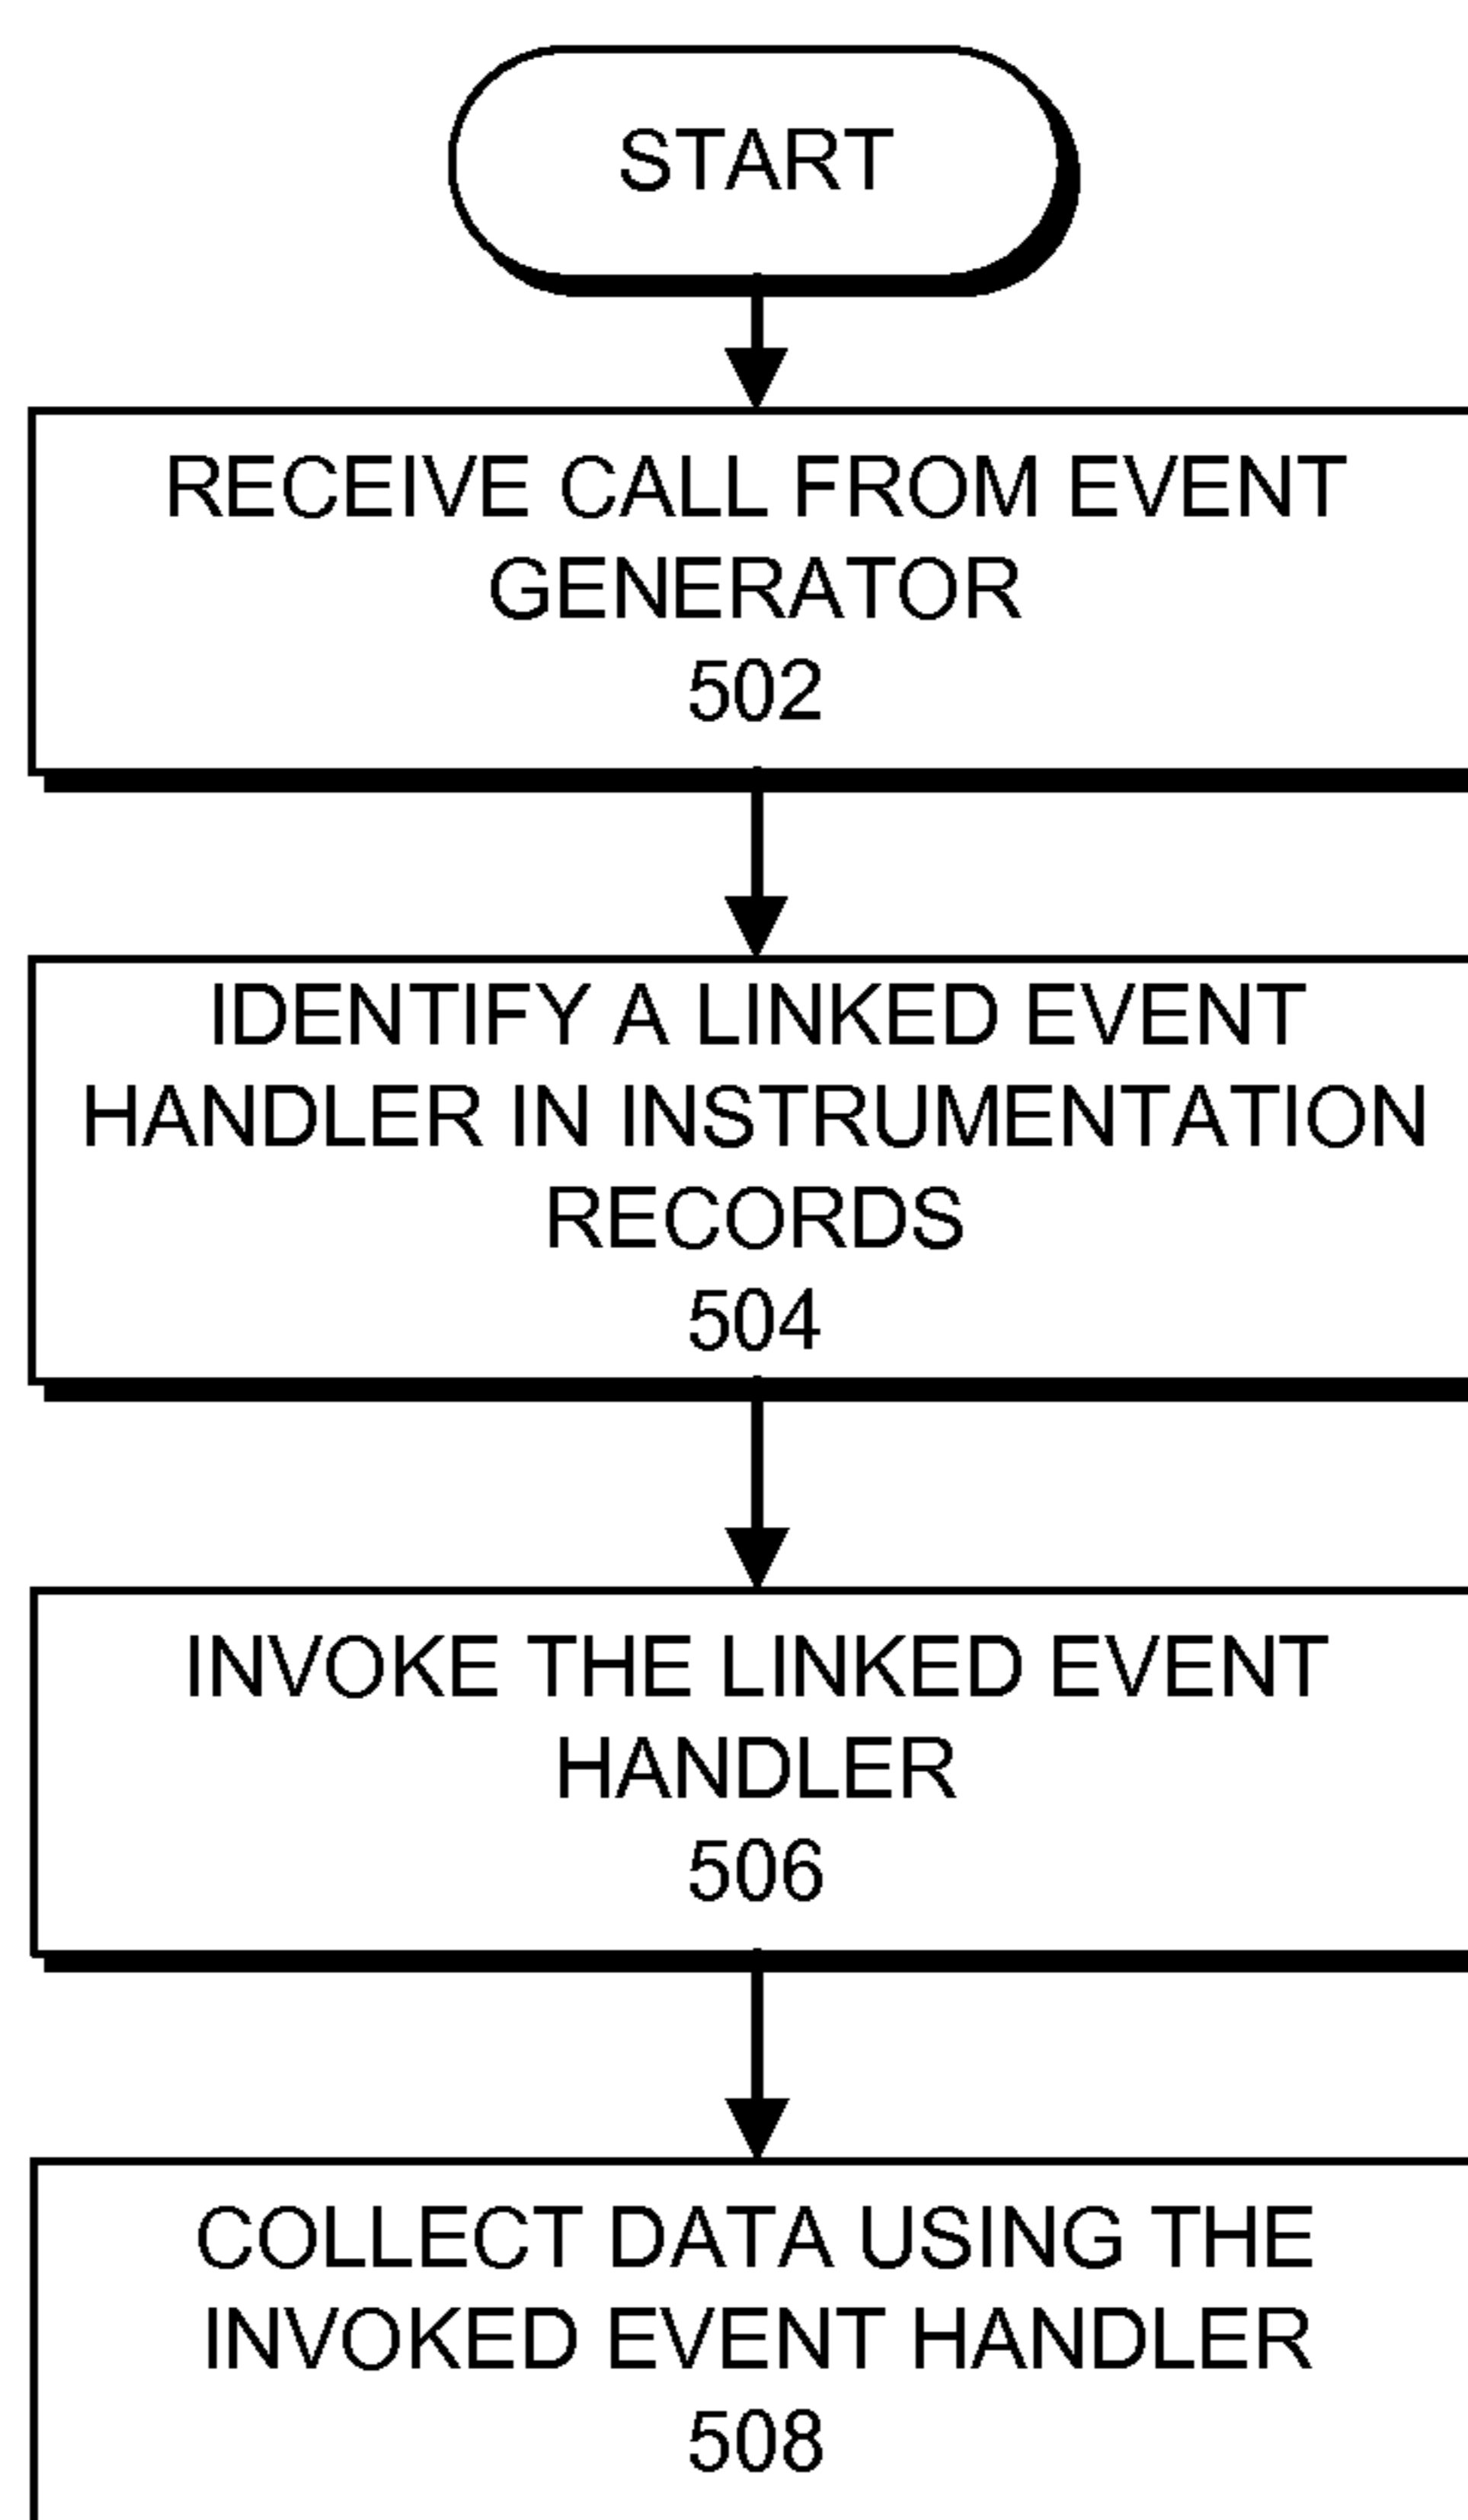 START
RECEIVE CALL FROM EVENT
GENERATOR
502
IDENTIFY A LINKED EVENT
HANDLER IN INSTRUMENTATION
RECORDS
504
INVOKE THE LINKED EVENT
HANDLER
506
COLLECT DATA USING THE
INVOKED EVENT HANDLER
508